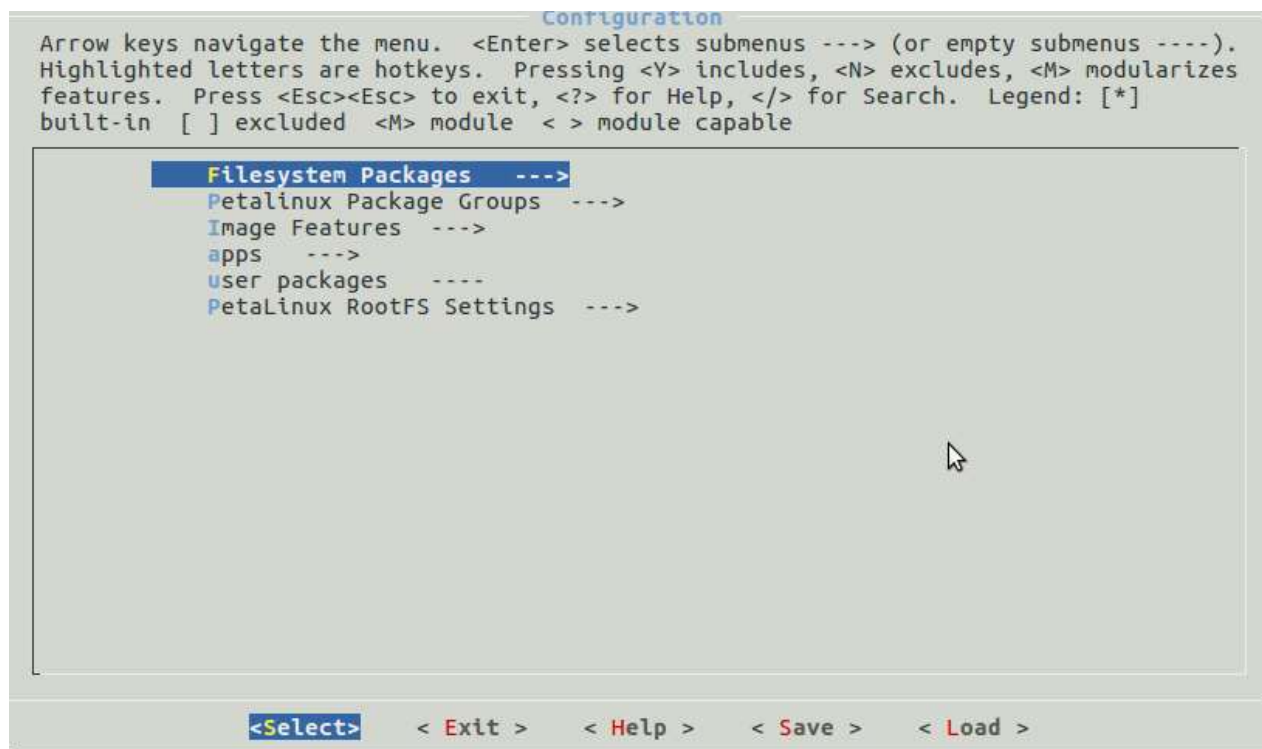 Configuration
Arrow keys navigate the menu.  <Enter> selects submenus ---> (or empty submenus ----).
Highlighted letters are hotkeys.  Pressing <Y> includes, <N> excludes, <M> modularizes
features.  Press <Esc><Esc> to exit, <?> for Help, </> for Search.  Legend: [*]
built-in  [ ] excluded  <M> module  < > module capable
Filesystem Packages  --->
Petalinux Package Groups  --->
Image Features  --->
apps  --->
user packages  ----
PetaLinux RootFS Settings  --->
<Select>    < Exit >    < Help >    < Save >    < Load >